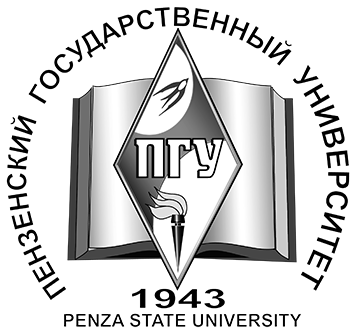 ПЕНЗЕНСКИЙ ГОСУДАРСТВЕННЫЙ УНИВЕРСИТЕТ
ПГУ
1943
PENZA STATE UNIVERSITY